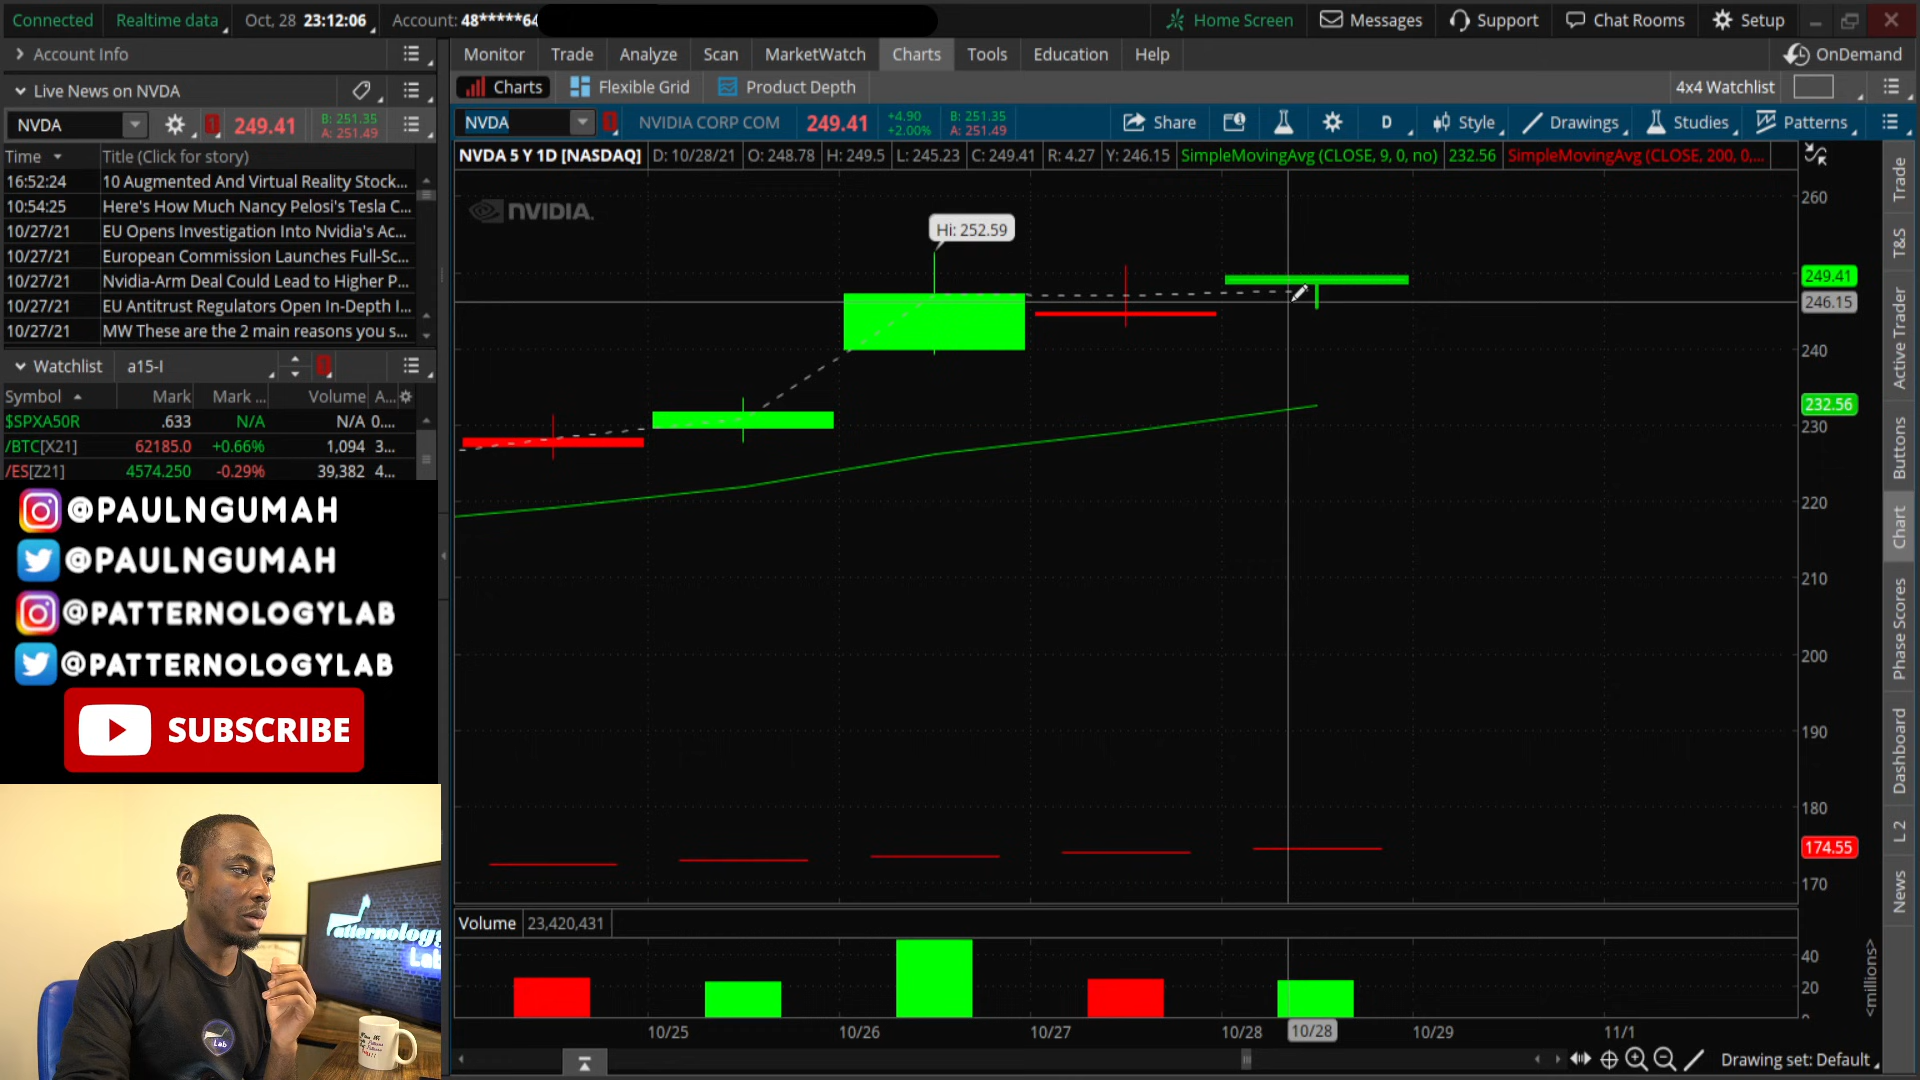 Connected Realtime data Oct, 28 23:12:06 Account: 48*****64 Home Screen Messages Support Chat Rooms Setup
Account Info
Monitor Trade Analyze Scan MarketWatch Charts Tools Education Help OnDemand
Live News on NVDA
Charts Flexible Grid Product Depth 4x4 Watchlist
NVDA 1 249.41 B: 251.35 A: 251.49
NVDA 1 NVIDIA CORP COM 249.41 +4.90 +2.00% B: 251.35 A: 251.49 Share D Style Drawings Studies Patterns
NVDA 5 Y 1D [NASDAQ] D: 10/28/21 O: 248.78 H: 249.5 L: 245.23 C: 249.41 R: 4.27 Y: 246.15 SimpleMovingAvg (CLOSE, 9, 0, no) 232.56 SimpleMovingAvg (CLOSE, 200, 0,...
Time Title (Click for story)
16:52:24 10 Augmented And Virtual Reality Stock...
10:54:25 Here's How Much Nancy Pelosi's Tesla C...
10/27/21 EU Opens Investigation Into Nvidia's Ac...
10/27/21 European Commission Launches Full-Sc...
10/27/21 Nvidia-Arm Deal Could Lead to Higher P...
10/27/21 EU Antitrust Regulators Open In-Depth I...
10/27/21 MW These are the 2 main reasons you s...
Watchlist a15-I 1
Symbol Mark Mark ... Volume A...
$SPXA50R .633 N/A N/A 0....
/BTC[X21] 62185.0 +0.66% 1,094 3...
/ES[Z21] 4574.250 -0.29% 39,382 4...
@PAULNGUMAH
@PAULNGUMAH
@PATTERNOLOGYLAB
@PATTERNOLOGYLAB
SUBSCRIBE
Patternology
Lab
Lab
NVIDIA.
Hi: 252.59
260
249.41
246.15
240
232.56
230
220
210
200
190
180
174.55
170
Volume 23,420,431
40
20
0
<millions>
10/25 10/26 10/27 10/28 10/28 10/29 11/1
Drawing set: Default
Trade
T&S
Active Trader
Buttons
Chart
Phase Scores
Dashboard
L 2
News